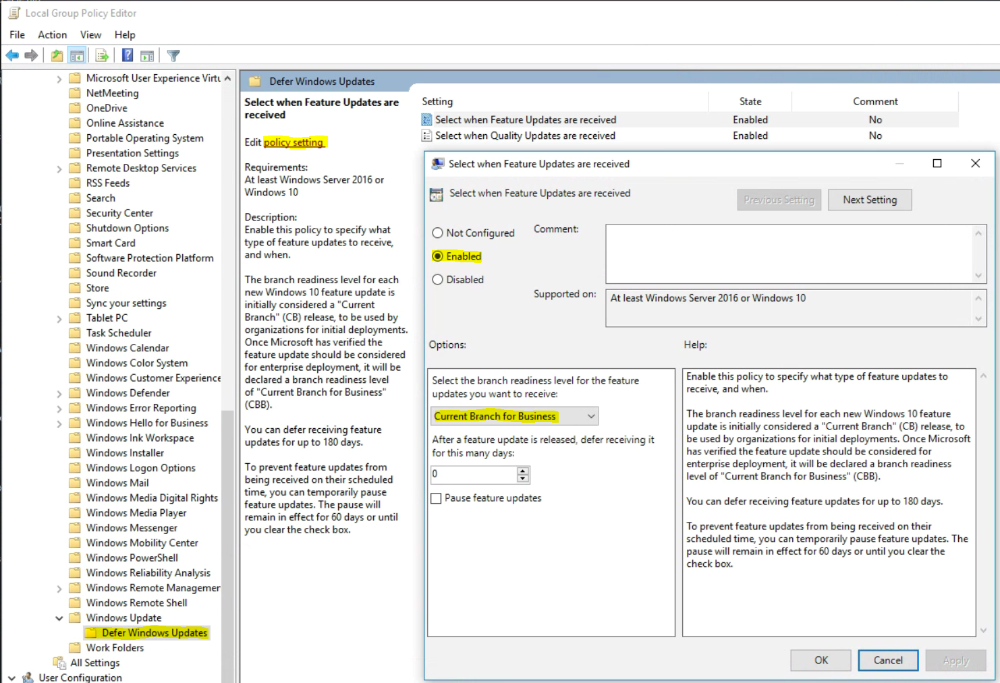 Local Group Policy Editor
File Action View Help
Microsoft User Experience Virtu
NetMeeting
OneDrive
Online Assistance
Portable Operating System
Presentation Settings
Remote Desktop Services
RSS Feeds
Search
Security Center
Shutdown Options
Smart Card
Software Protection Platform
Sound Recorder
Store
Sync your settings
Tablet PC
Task Scheduler
Windows Calendar
Windows Color System
Windows Customer Experience
Windows Defender
Windows Error Reporting
Windows Hello for Business
Windows Ink Workspace
Windows Installer
Windows Logon Options
Windows Mail
Windows Media Digital Rights
Windows Media Player
Windows Messenger
Windows Mobility Center
Windows PowerShell
Windows Reliability Analysis
Windows Remote Managemen
Windows Remote Shell
Windows Update
Defer Windows Updates
Work Folders
All Settings
User Configuration
Defer Windows Updates
Select when Feature Updates are
received
Edit policy setting
Requirements:
At least Windows Server 2016 or
Windows 10
Description:
Enable this policy to specify what
type of feature updates to receive,
and when.
The branch readiness level for each
new Windows 10 feature update is
initially considered a "Current
Branch" (CB) release, to be used by
organizations for initial deployments.
Once Microsoft has verified the
feature update should be considered
for enterprise deployment, it will be
declared a branch readiness level
of "Current Branch for Business"
(CBB).
You can defer receiving feature
updates for up to 180 days.
To prevent feature updates from
being received on their scheduled
time, you can temporarily pause
feature updates. The pause will
remain in effect for 60 days or until
you clear the check box.
Setting State Comment
Select when Feature Updates are received Enabled No
Select when Quality Updates are received Enabled No
Select when Feature Updates are received
Select when Feature Updates are received
Previous Setting Next Setting
Not Configured
Enabled
Disabled
Comment:
Supported on:
At least Windows Server 2016 or Windows 10
Options:
Help:
Select the branch readiness level for the feature
updates you want to receive:
Current Branch for Business
After a feature update is released, defer receiving it
for this many days:
0
Pause feature updates
Enable this policy to specify what type of feature updates to
receive, and when.
The branch readiness level for each new Windows 10 feature
update is initially considered a "Current Branch" (CB) release, to
be used by organizations for initial deployments. Once Microsoft
has verified the feature update should be considered for
enterprise deployment, it will be declared a branch readiness
level of "Current Branch for Business" (CBB).
You can defer receiving feature updates for up to 180 days.
To prevent feature updates from being received on their
scheduled time, you can temporarily pause feature updates. The
pause will remain in effect for 60 days or until you clear the
check box.
OK Cancel Apply